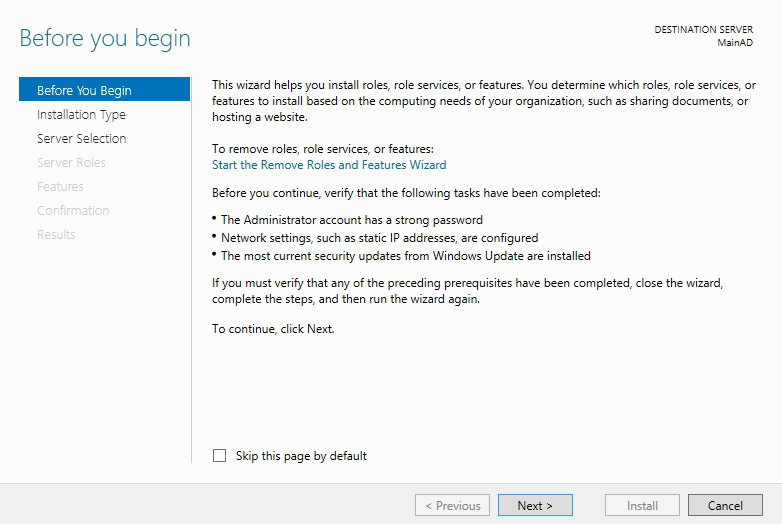 Before you begin
DESTINATION SERVER
MainAD
Before You Begin
Installation Type
Server Selection
Server Roles
Features
Confirmation
Results
This wizard helps you install roles, role services, or features. You determine which roles, role services, or
features to install based on the computing needs of your organization, such as sharing documents, or
hosting a website.
To remove roles, role services, or features:
Start the Remove Roles and Features Wizard
Before you continue, verify that the following tasks have been completed:
• The Administrator account has a strong password
• Network settings, such as static IP addresses, are configured
• The most current security updates from Windows Update are installed
If you must verify that any of the preceding prerequisites have been completed, close the wizard,
complete the steps, and then run the wizard again.
To continue, click Next.
Skip this page by default
< Previous
Next >
Install
Cancel